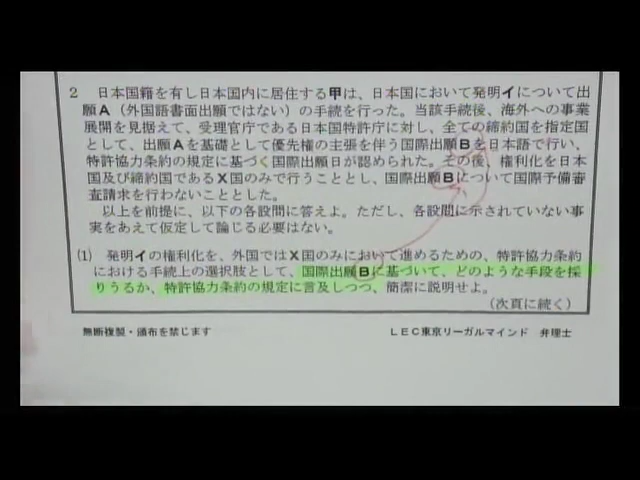 2 日本国籍を有し日本国内に居住する甲は、日本国において発明イについて出
願A(外国語書面出願ではない)の手続を行った。当該手続後、海外への事業
展開を見据えて、受理官庁である日本国特許庁に対し、全ての締約国を指定国
として、出願Aを基礎として優先権の主張を伴う国際出願Bを日本語で行い、
特許協力条約の規定に基づく国際出願日が認められた。その後、権利化を日本
国及び締約国であるX国のみで行うこととし、国際出願Bについて国際予備審
査請求を行わないこととした。
以上を前提に、以下の各設問に答えよ。ただし、各設問に示されていない事
実をあえて仮定して論じる必要はない。
(1) 発明イの権利化を、外国ではX国のみにおいて進めるための、特許協力条約
における手続上の選択肢として、国際出願Bに基づいて、どのような手段を採
りうるか、特許協力条約の規定に言及しつつ、簡潔に説明せよ。
(次頁に続く)
無断複製・頒布を禁じます LEC東京リーガルマインド 弁理士